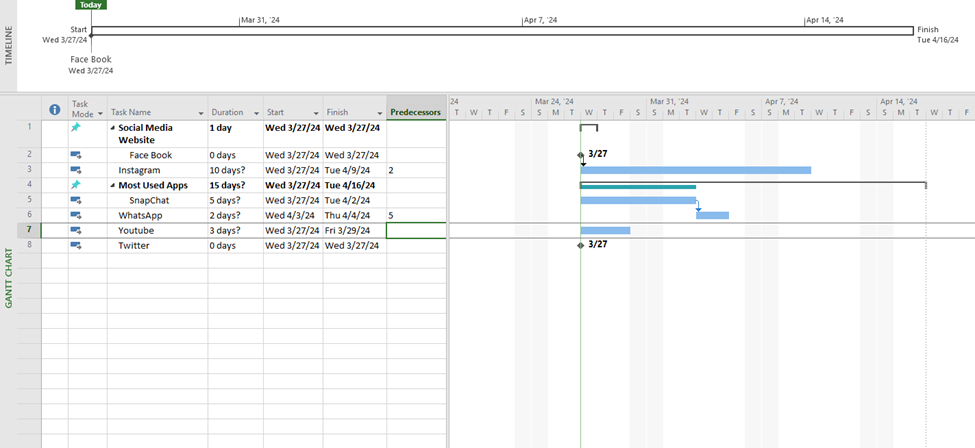 Today
Mar 31, '24 Apr 7, '24 Apr 14, '24
TIMELINE
Start
Wed 3/27/24
Finish
Tue 4/16/24
Face Book
Wed 3/27/24
Task Mode Task Name Duration Start Finish Predecessors
24 Mar 24, '24 Mar 31, '24 Apr 7, '24 Apr 14, '24
T W T F S S M T W T F S S M T W T F S S M T W T F S S M T W T F
1 Social Media Website 1 day Wed 3/27/24 Wed 3/27/24
2 Face Book 0 days Wed 3/27/24 Wed 3/27/24 3/27
3 Instagram 10 days? Wed 3/27/24 Tue 4/9/24 2
4 Most Used Apps 15 days? Wed 3/27/24 Tue 4/16/24
5 SnapChat 5 days? Wed 3/27/24 Tue 4/2/24
6 WhatsApp 2 days? Wed 4/3/24 Thu 4/4/24 5
7 Youtube 3 days? Wed 3/27/24 Fri 3/29/24
8 Twitter 0 days Wed 3/27/24 Wed 3/27/24 3/27
GANTT CHART